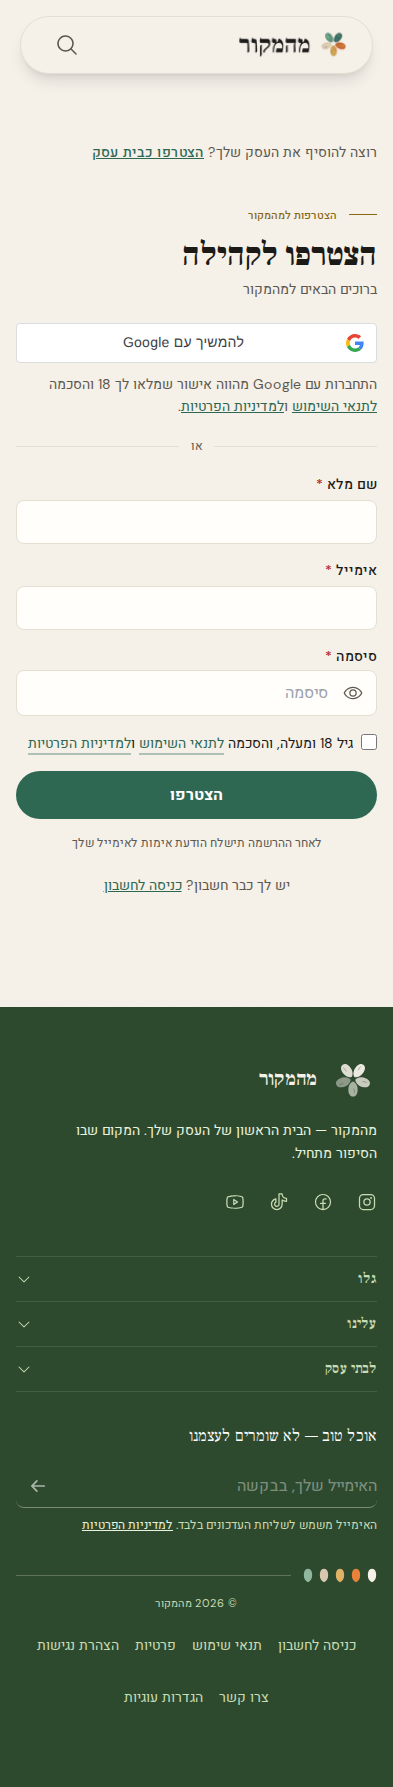 מהמקור
רוצה להוסיף את העסק שלך? הצטרפו כבית עסק
הצטרפות למהמקור
הצטרפו לקהילה
ברוכים הבאים למהמקור
להמשיך עם Google
התחברות עם Google מהווה אישור שמלאו לך 18 והסכמה
לתנאי השימוש ולמדיניות הפרטיות.
או
שם מלא *
אימייל *
סיסמה *
סיסמה
גיל 18 ומעלה, והסכמה לתנאי השימוש ולמדיניות הפרטיות
הצטרפו
לאחר ההרשמה תישלח הודעת אימות לאימייל שלך
יש לך כבר חשבון? כניסה לחשבון
מהמקור
מהמקור — הבית הראשון של העסק שלך. המקום שבו
הסיפור מתחיל.
גלו
עלינו
לבתי עסק
אוכל טוב — לא שומרים לעצמנו
האימייל שלך, בבקשה
האימייל משמש לשליחת העדכונים בלבד. למדיניות הפרטיות
© 2026 מהמקור
כניסה לחשבון תנאי שימוש פרטיות הצהרת נגישות
צרו קשר הגדרות עוגיות